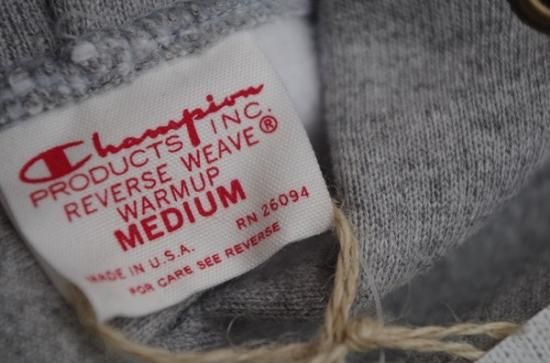 Champion
PRODUCTS INC.
REVERSE WEAVE®
WARMUP
MEDIUM
RN 26094
MADE IN U.S.A.
FOR CARE SEE REVERSE